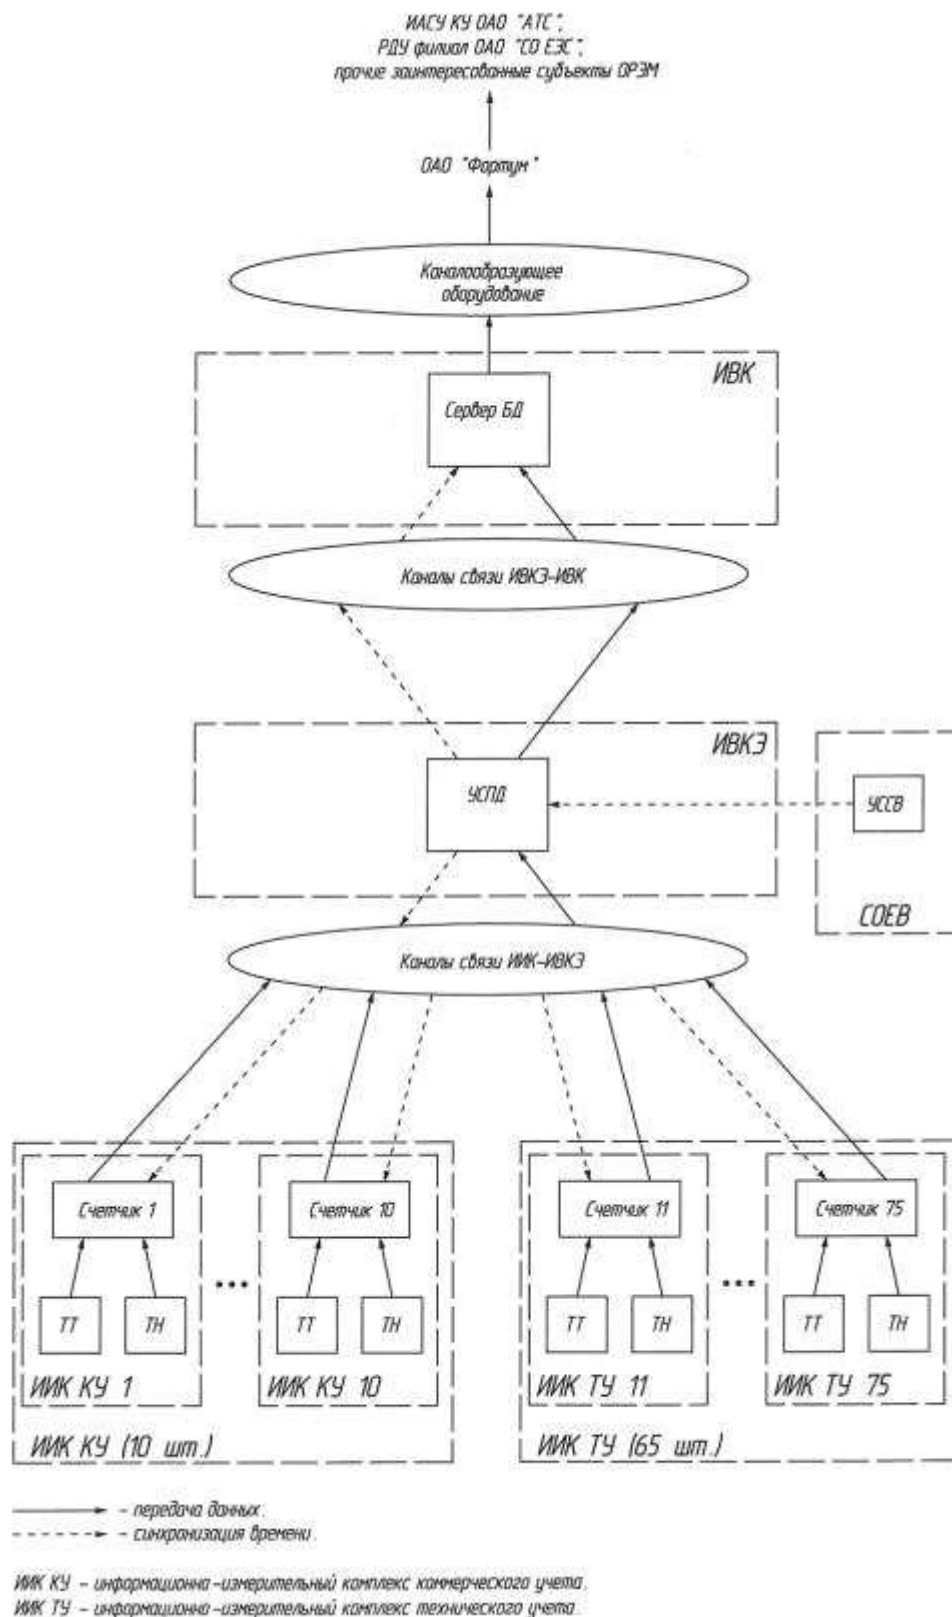 ИАСУ КУ ОАО "АТС",
РДУ филиал ОАО "СО ЕЭС",
прочие заинтересованные субъекты ОРЭМ
ОАО "Фортум"
Каналообразующее
оборудование
ИВК
Сервер БД
Каналы связи ИВКЭ-ИВК
ИВКЭ
УСПД
УССВ
СОЕВ
Каналы связи ИИК-ИВКЭ
Счетчик 1
Счетчик 10
Счетчик 11
Счетчик 75
ТТ
ТН
ТТ
ТН
ТТ
ТН
ТТ
ТН
ИИК КУ 1
ИИК КУ 10
ИИК ТУ 11
ИИК ТУ 75
ИИК КУ (10 шт.)
ИИК ТУ (65 шт.)
- передача данных.
- синхронизация времени.
ИИК КУ - информационно-измерительный комплекс коммерческого учета.
ИИК ТУ - информационно-измерительный комплекс технического учета.